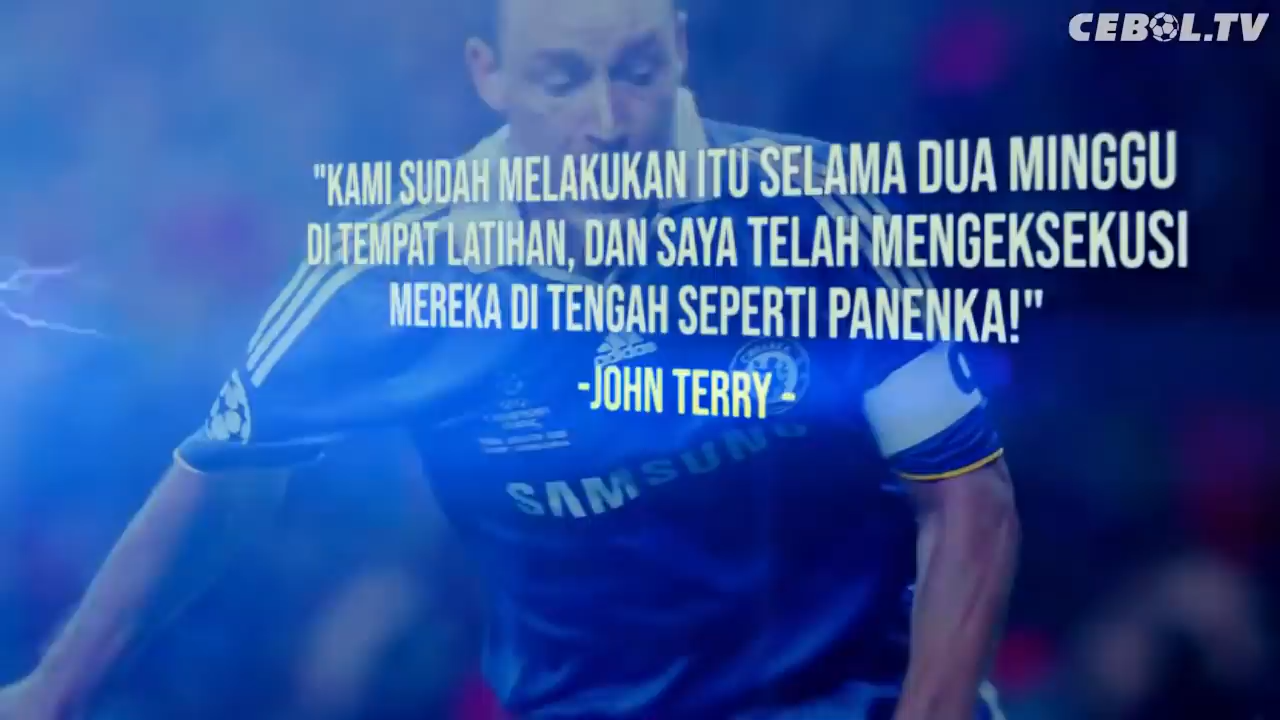 CEBOL.TV
"KAMI SUDAH MELAKUKAN ITU SELAMA DUA MINGGU
DI TEMPAT LATIHAN, DAN SAYA TELAH MENGEKSEKUSI
MEREKA DI TENGAH SEPERTI PANENKA!"
-JOHN TERRY -
adidas
SAMSUNG